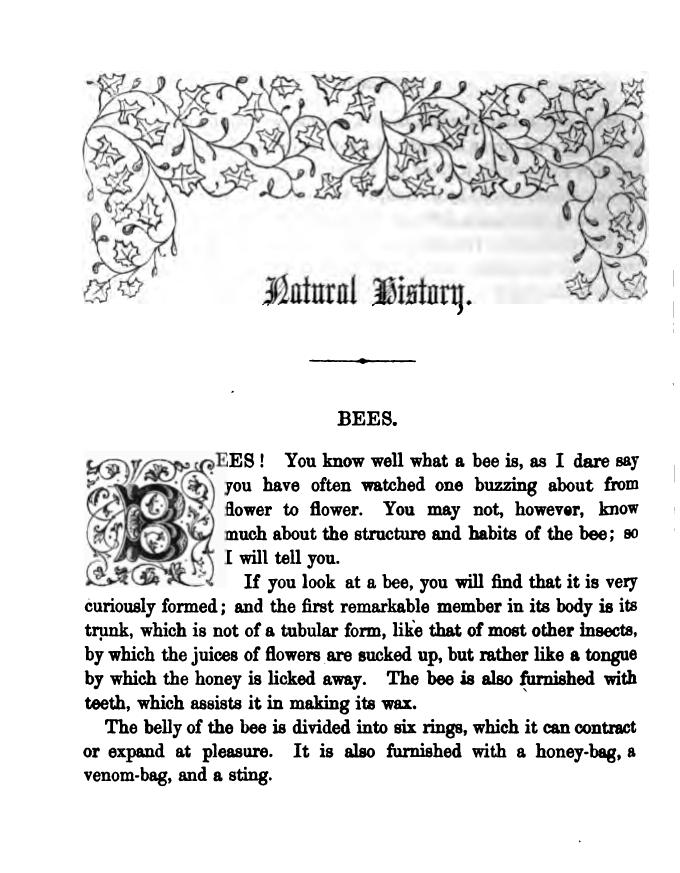 Natural History.
BEES.
BEES! You know well what a bee is, as I dare say
you have often watched one buzzing about from
flower to flower. You may not, however, know
much about the structure and habits of the bee; so
I will tell you.
If you look at a bee, you will find that it is very
curiously formed; and the first remarkable member in its body is its
trunk, which is not of a tubular form, like that of most other insects,
by which the juices of flowers are sucked up, but rather like a tongue
by which the honey is licked away. The bee is also furnished with
teeth, which assists it in making its wax.
The belly of the bee is divided into six rings, which it can contract
or expand at pleasure. It is also furnished with a honey-bag, a
venom-bag, and a sting.